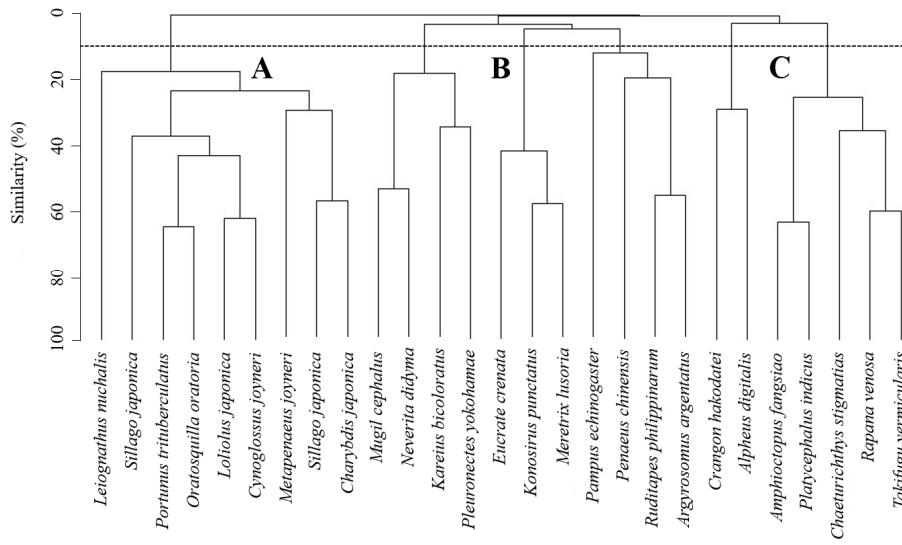 0
20
40
60
80
100
Similarity (%)
A
B
C
Leiognathus nuchalis
Sillago japonica
Portunus trituberculatus
Oratosquilla oratoria
Loliolus japonica
Cynoglossus joyneri
Metapenaeus joyneri
Sillago japonica
Charybdis japonica
Mugil cephalus
Neverita didyma
Kareius bicoloratus
Pleuronectes yokohamae
Eucrate crenata
Konosirus punctatus
Meretrix lusoria
Pampus echinogaster
Penaeus chinensis
Ruditapes philippinarum
Argyrosomus argentatus
Crangon hakodatei
Alpheus digitalis
Amphioctopus fangsiao
Platycephalus indicus
Chaeturichthys stigmatias
Rapana venosa
Takifugu vermicularis